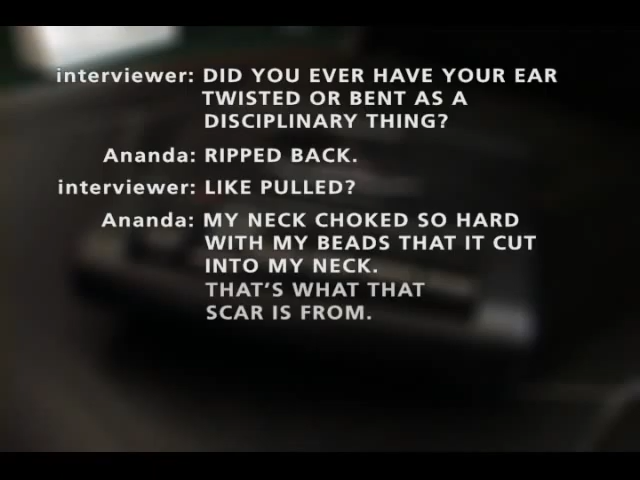 interviewer: DID YOU EVER HAVE YOUR EAR
TWISTED OR BENT AS A
DISCIPLINARY THING?
Ananda: RIPPED BACK.
interviewer: LIKE PULLED?
Ananda: MY NECK CHOKED SO HARD
WITH MY BEADS THAT IT CUT
INTO MY NECK.
THAT'S WHAT THAT
SCAR IS FROM.